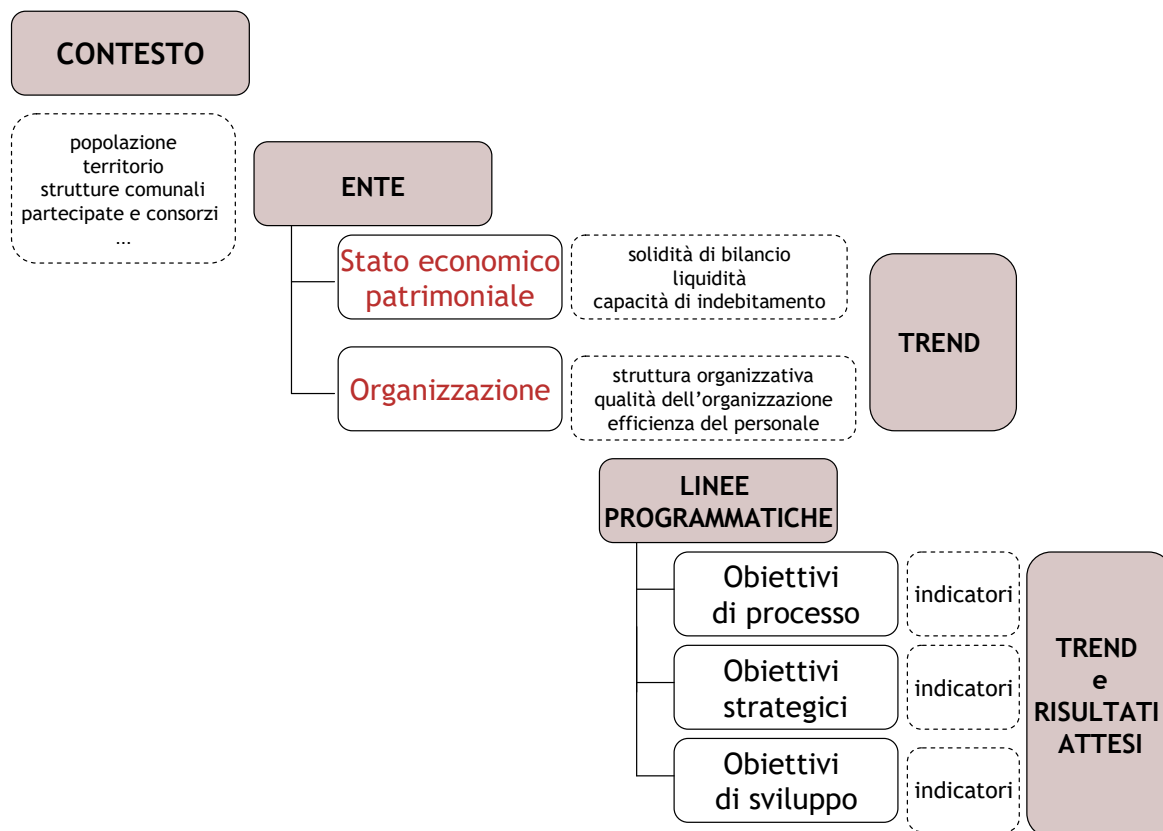 CONTESTO
popolazione
territorio
strutture comunali
partecipate e consorzi
...
ENTE
Stato economico
patrimoniale
solidità di bilancio
liquidità
capacità di indebitamento
Organizzazione
struttura organizzativa
qualità dell’organizzazione
efficienza del personale
TREND
LINEE
PROGRAMMATICHE
Obiettivi
di processo
indicatori
Obiettivi
strategici
indicatori
Obiettivi
di sviluppo
indicatori
TREND
e
RISULTATI
ATTESI